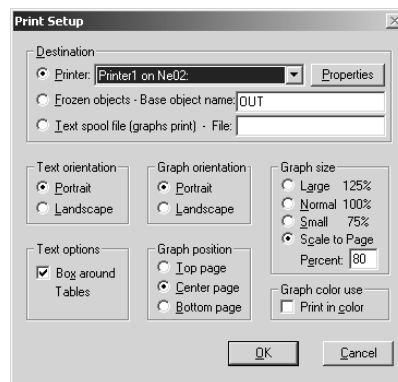 Print Setup
Destination
Printer: Printer1 on Ne02: Properties
Frozen objects - Base object name: OUT
Text spool file (graphs print) - File:
Text orientation
Portrait
Landscape
Graph orientation
Portrait
Landscape
Graph size
Large 125%
Normal 100%
Small 75%
Scale to Page
Percent: 80
Text options
Box around
Tables
Graph position
Top page
Center page
Bottom page
Graph color use
Print in color
OK Cancel